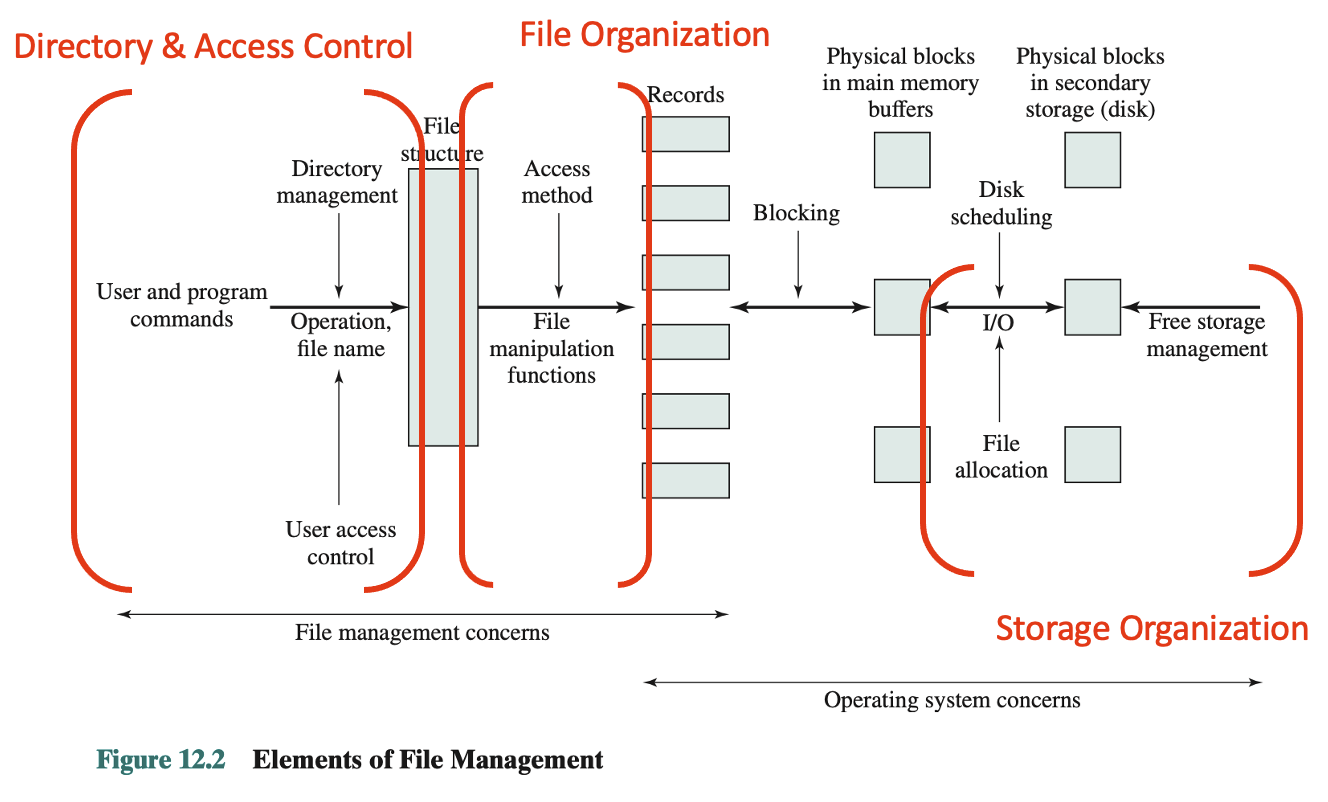 Directory & Access Control
File Organization
Physical blocks
in main memory
buffers
Physical blocks
in secondary
storage (disk)
Records
File
structure
Directory
management
Access
method
Blocking
Disk
scheduling
User and program
commands
Operation,
file name
File
manipulation
functions
I/O
Free storage
management
File
allocation
User access
control
File management concerns
Storage Organization
Operating system concerns
Figure 12.2 Elements of File Management